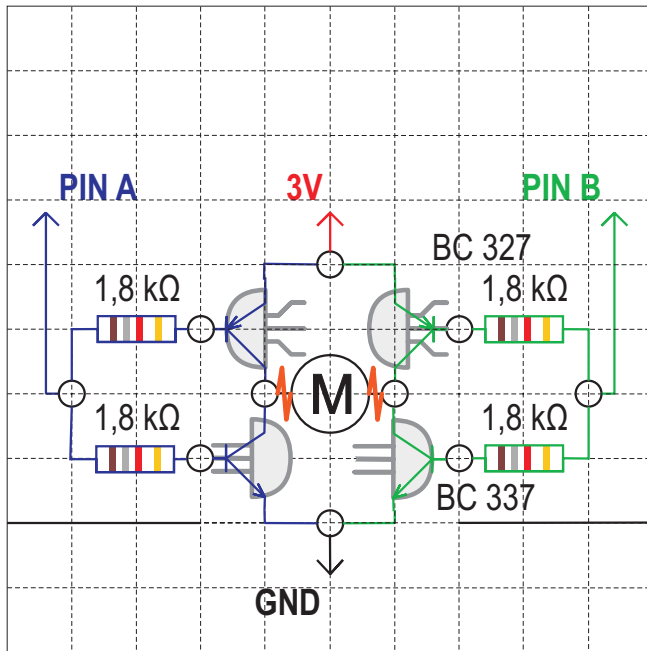 PIN A
3V
PIN B
BC 327
1,8 kΩ
1,8 kΩ
M
1,8 kΩ
1,8 kΩ
BC 337
GND